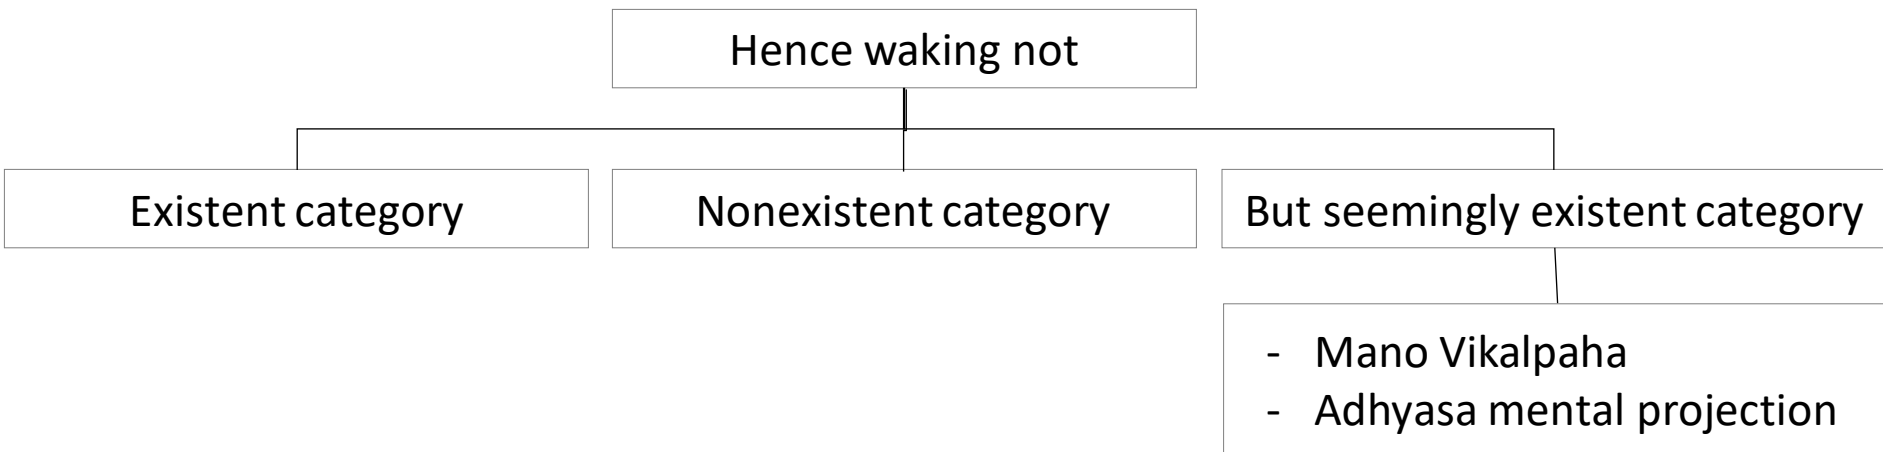 Hence waking not
Existent category
Nonexistent category
But seemingly existent category
- Mano Vikalpaha
- Adhyasa mental projection